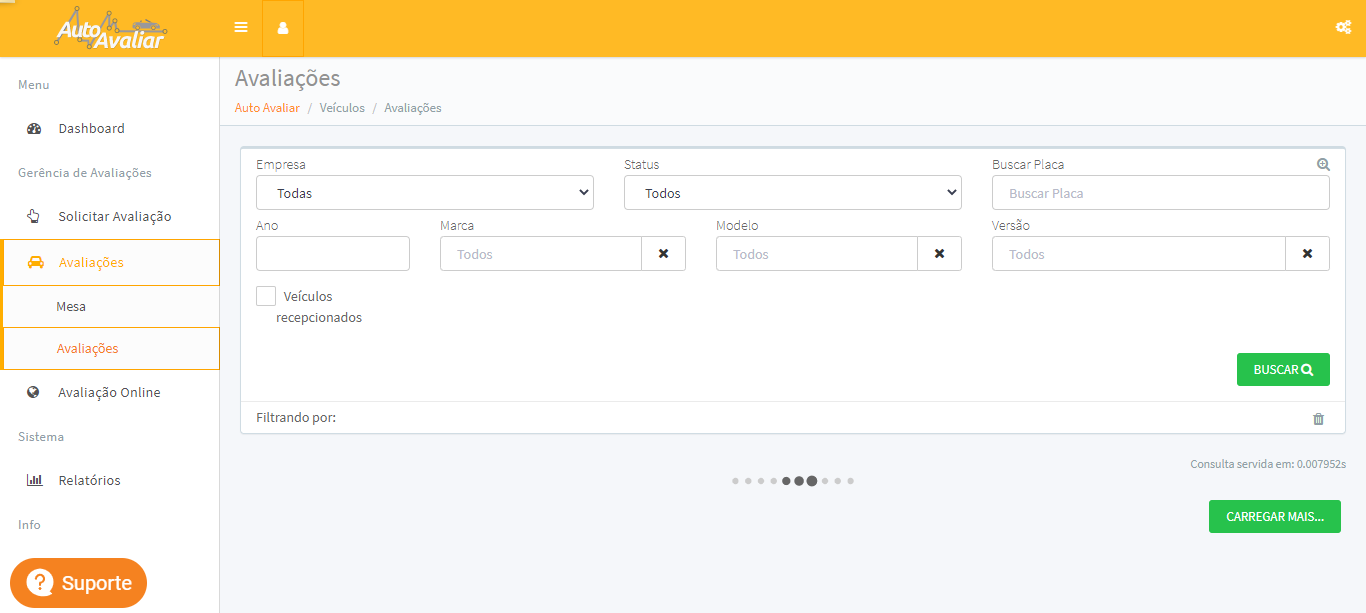 Auto
Avaliar
Menu
Dashboard
Gerência de Avaliações
Solicitar Avaliação
Avaliações
Mesa
Avaliações
Avaliação Online
Sistema
Relatórios
Info
Suporte
Avaliações
Auto Avaliar / Veículos / Avaliações
Empresa Status Buscar Placa
Todas Todos Buscar Placa
Ano Marca Modelo Versão
Todos Todos Todos
Veículos
recepcionados
BUSCAR
Filtrando por:
Consulta servida em: 0.007952s
CARREGAR MAIS...